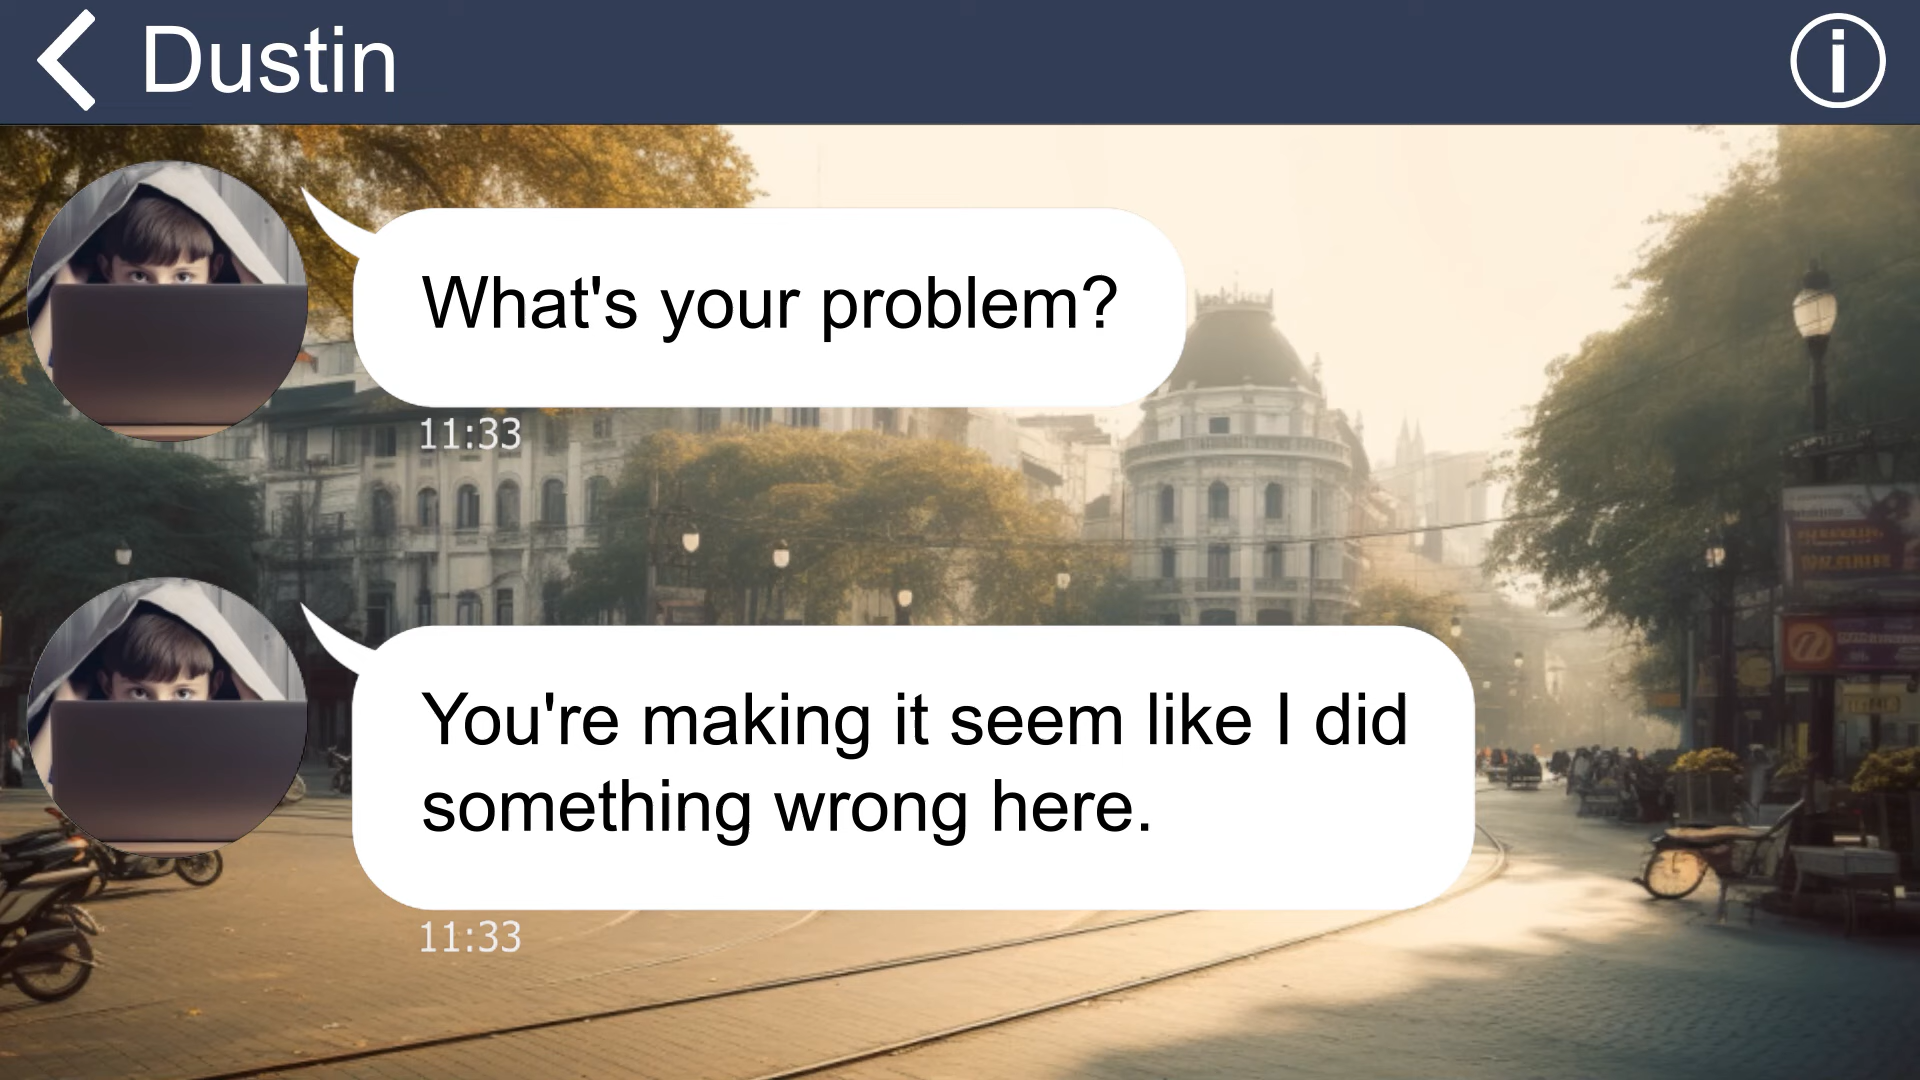 Dustin
What's your problem?
11:33
You're making it seem like I did
something wrong here.
11:33